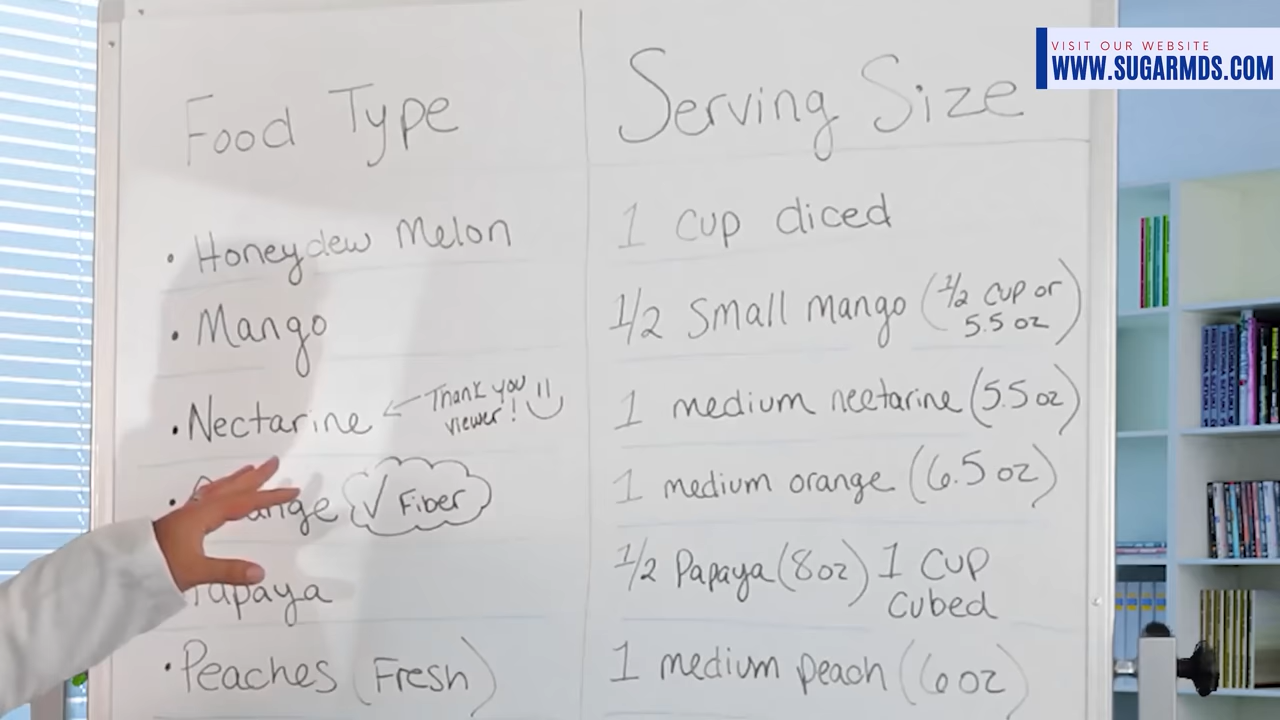 VISIT OUR WEBSITE
WWW.SUGARMDS.COM
Food Type Serving Size
• Honeydew Melon 1 cup diced
• Mango 1/2 small mango (1/2 cup or
5.5 oz)
• Nectarine ← Thank you
viewer! 1 medium nectarine (5.5 oz)
• Orange √ Fiber 1 medium orange (6.5 oz)
Papaya 1/2 Papaya (8oz) 1 Cup
Cubed
• Peaches (Fresh) 1 medium peach (6 oz)